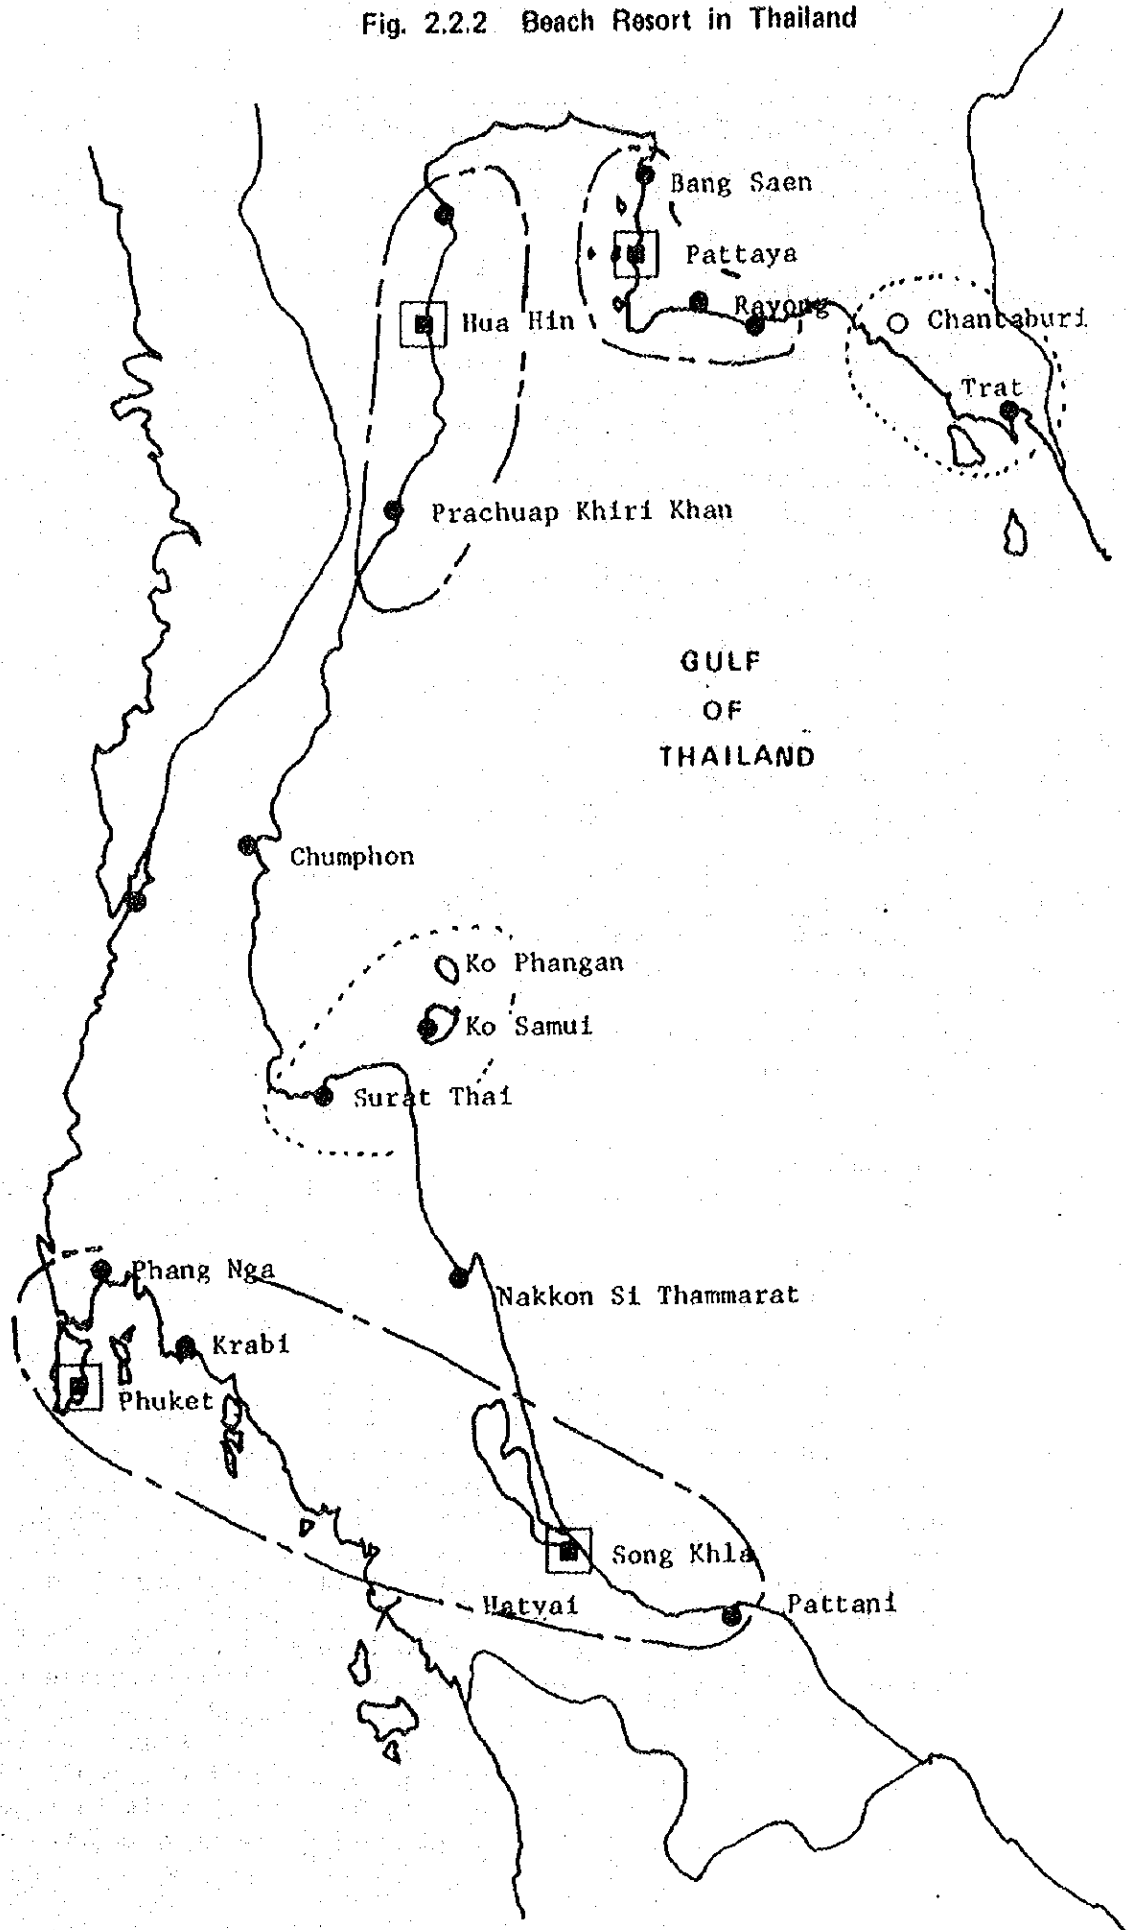 Fig. 2.2.2 Beach Resort in Thailand
Bang Saen
Pattaya
Rayong
Hua Hin
Chantaburi
Trat
Prachuap Khiri Khan
GULF
OF
THAILAND
Chumphon
Ko Phangan
Ko Samui
Surat Thai
Phang Nga
Nakkon Si Thammarat
Krabi
Phuket
Song Khla
Hatyai
Pattani